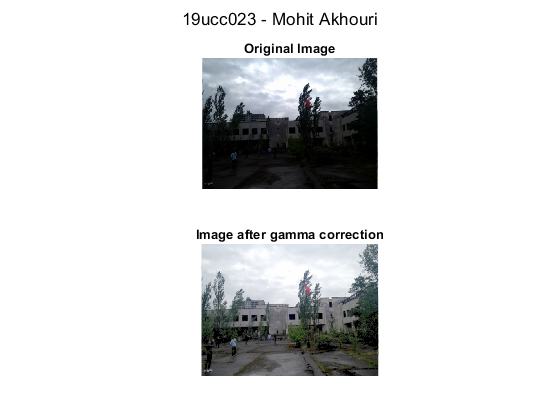 19ucc023 - Mohit Akhouri
Original Image
Image after gamma correction